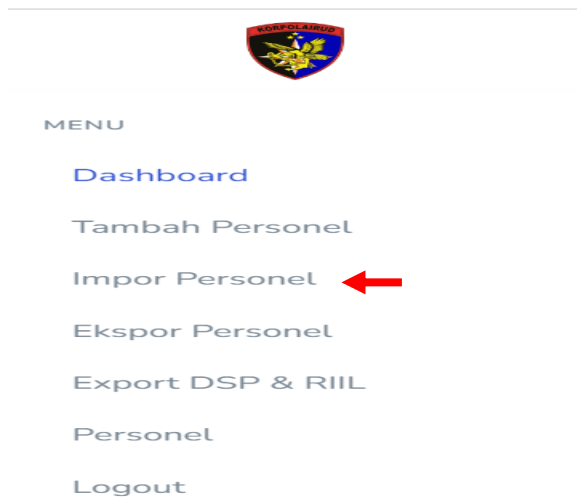 KORPOLAIRUD
MENU
Dashboard
Tambah Personel
Impor Personel
Ekspor Personel
Export DSP & RIIL
Personel
Logout